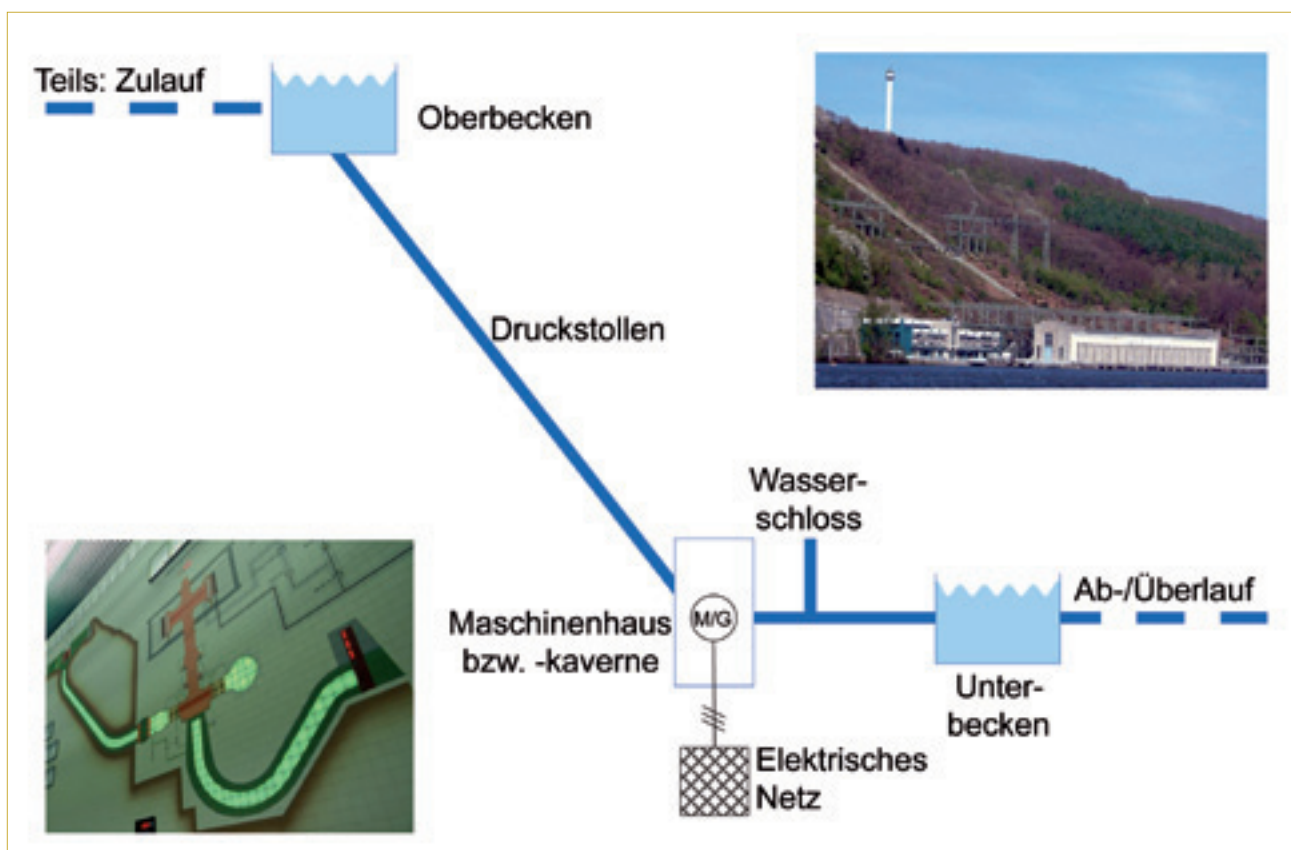 Teils: Zulauf
Oberbecken
Druckstollen
Wasser-
schloss
Ab-/Überlauf
Maschinenhaus
bzw. -kaverne
M/G
Unter-
becken
Elektrisches
Netz